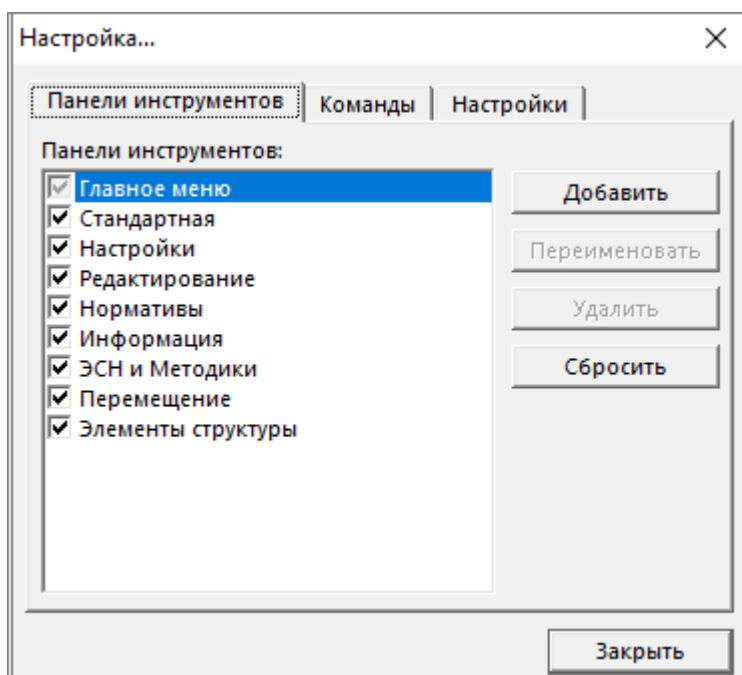 Настройка...
Панели инструментов Команды Настройки
Панели инструментов:
Главное меню
Стандартная
Настройки
Редактирование
Нормативы
Информация
ЭСН и Методики
Перемещение
Элементы структуры
Добавить
Переименовать
Удалить
Сбросить
Закрыть